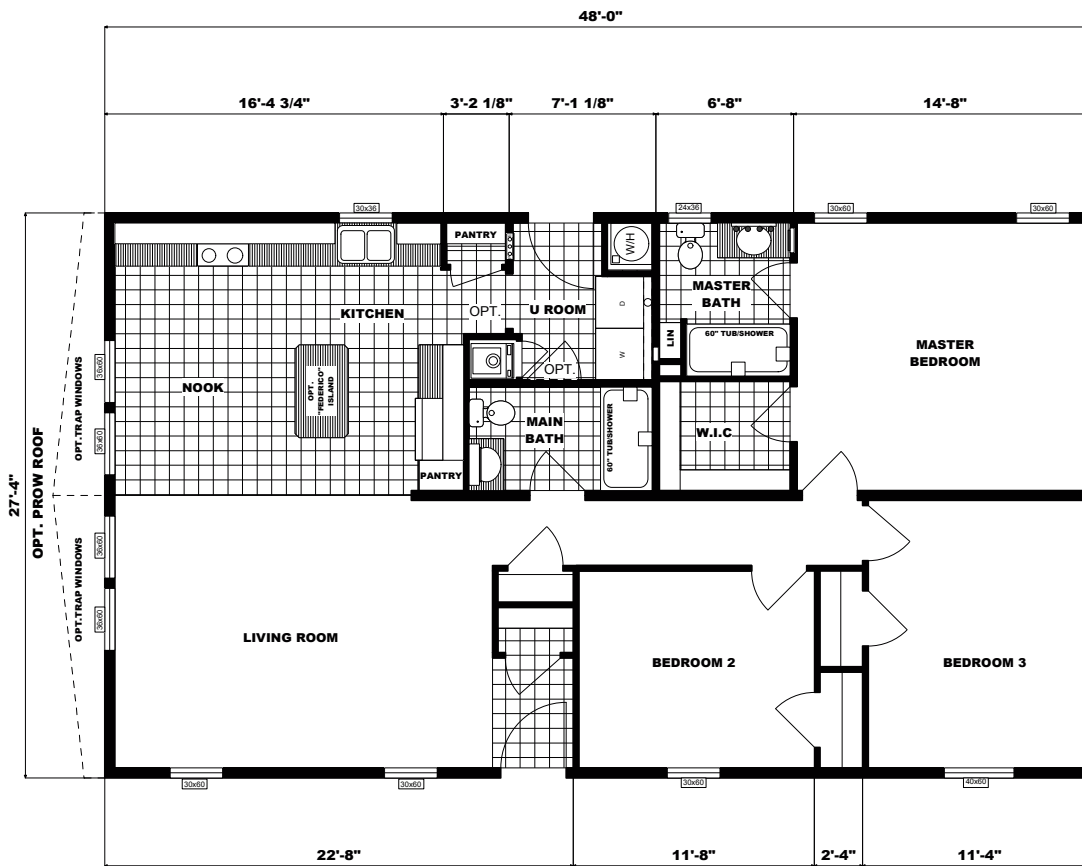 48'-0"
16'-4 3/4"
3'-2 1/8"
7'-1 1/8"
6'-8"
14'-8"
30x36
24x36
30x60
30x60
PANTRY
W/H
MASTER
BATH
KITCHEN
OPT.
U ROOM
D
W
LIN
60" TUB/SHOWER
MASTER
BEDROOM
OPT.
NOOK
OPT.
"FEDERICO"
ISLAND
MAIN
BATH
60" TUB/SHOWER
W.I.C
PANTRY
27'-4"
OPT. PROW ROOF
OPT.TRAP WINDOWS
36x60
36x60
OPT.TRAP WINDOWS
36x60
36x60
LIVING ROOM
BEDROOM 2
BEDROOM 3
30x60
30x60
30x60
40x60
22'-8"
11'-8"
2'-4"
11'-4"